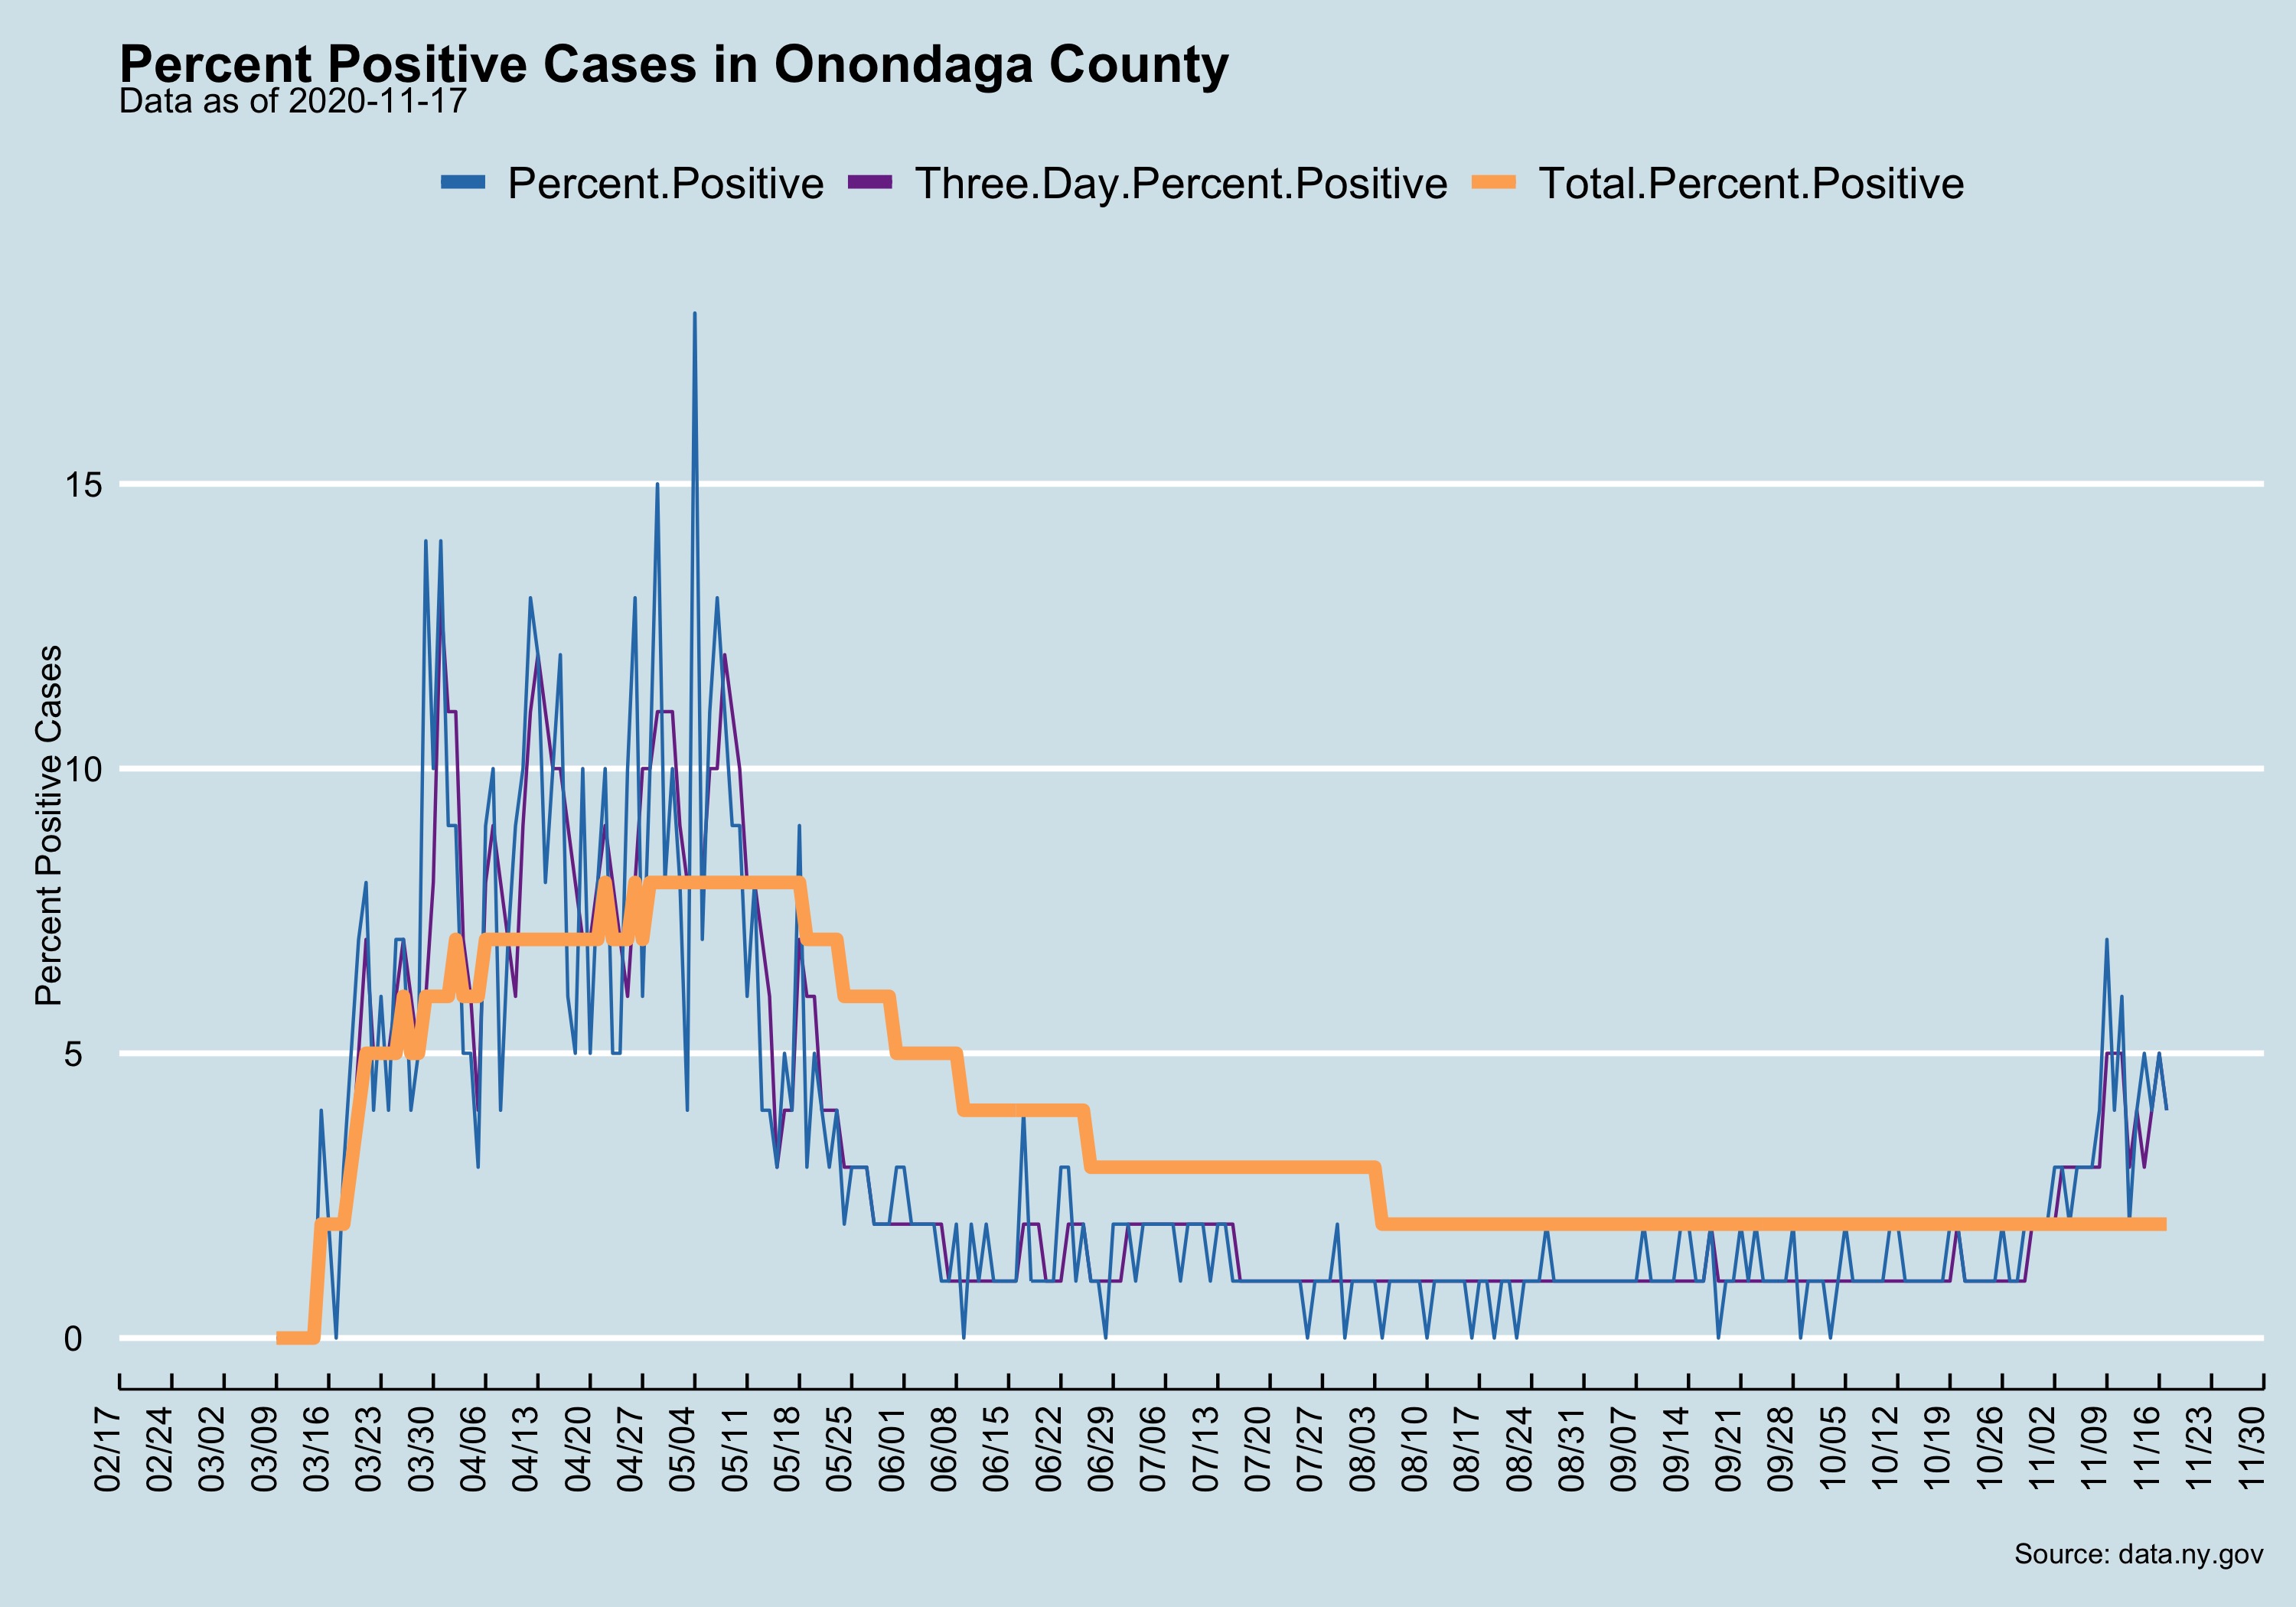 Percent Positive Cases in Onondaga County
Data as of 2020-11-17
Percent.Positive Three.Day.Percent.Positive Total.Percent.Positive
Percent Positive Cases
15
10
5
0
02/17 02/24 03/02 03/09 03/16 03/23 03/30 04/06 04/13 04/20 04/27 05/04 05/11 05/18 05/25 06/01 06/08 06/15 06/22 06/29 07/06 07/13 07/20 07/27 08/03 08/10 08/17 08/24 08/31 09/07 09/14 09/21 09/28 10/05 10/12 10/19 10/26 11/02 11/09 11/16 11/23 11/30
Source: data.ny.gov